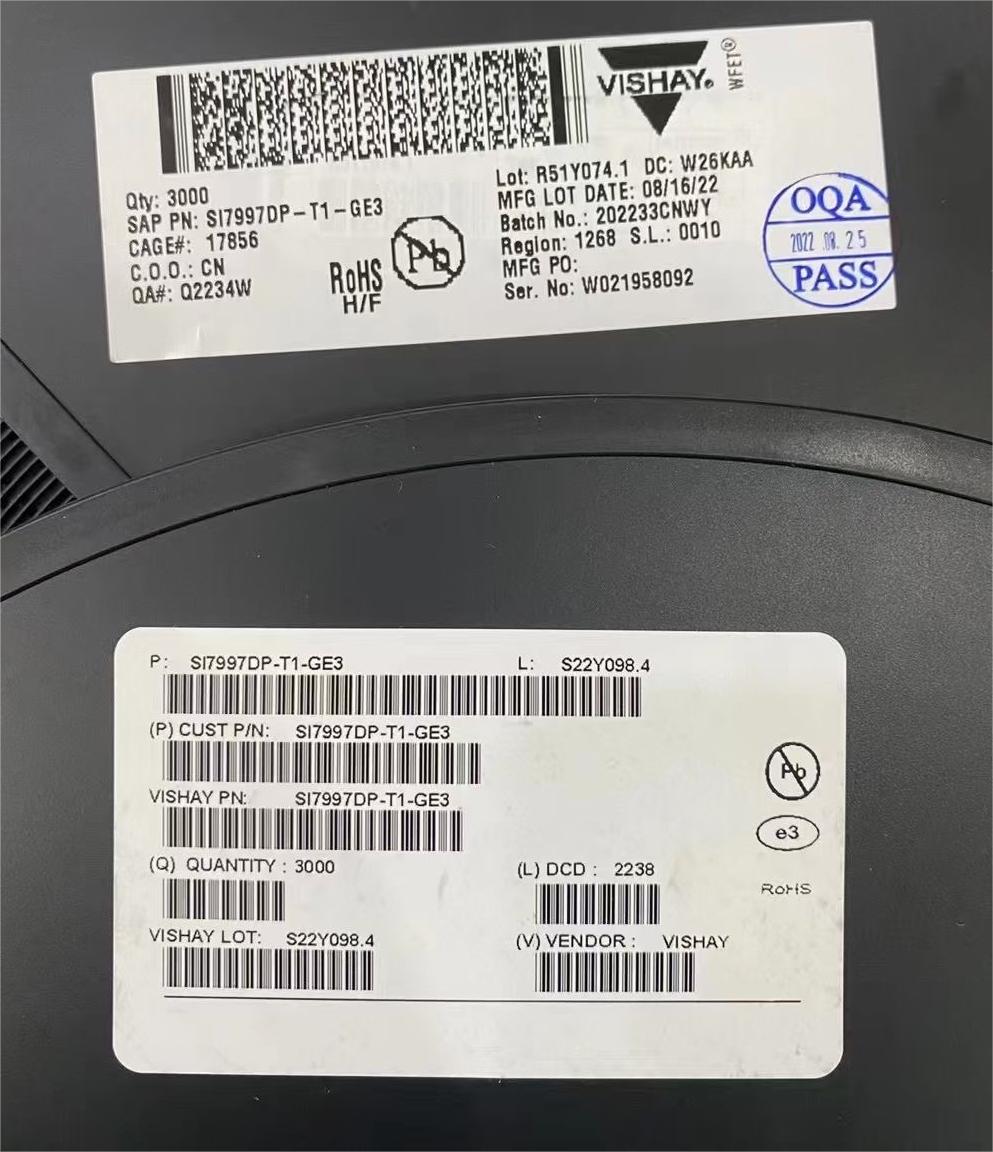 VISHAY®
WFET®
Qty: 3000
SAP PN: SI7997DP-T1-GE3
CAGE#: 17856
C.O.O.: CN
QA#: Q2234W
RoHS
H/F
Pb
Lot: R51Y074.1 DC: W26KAA
MFG LOT DATE: 08/16/22
Batch No.: 202233CNWY
Region: 1268 S.L.: 0010
MFG PO:
Ser. No: W021958092
OQA
2022.08.25
PASS
P: SI7997DP-T1-GE3 L: S22Y098.4
(P) CUST P/N: SI7997DP-T1-GE3
VISHAY PN: SI7997DP-T1-GE3
(Q) QUANTITY : 3000 (L) DCD : 2238
VISHAY LOT: S22Y098.4 (V) VENDOR : VISHAY
Pb
e3
RoHS